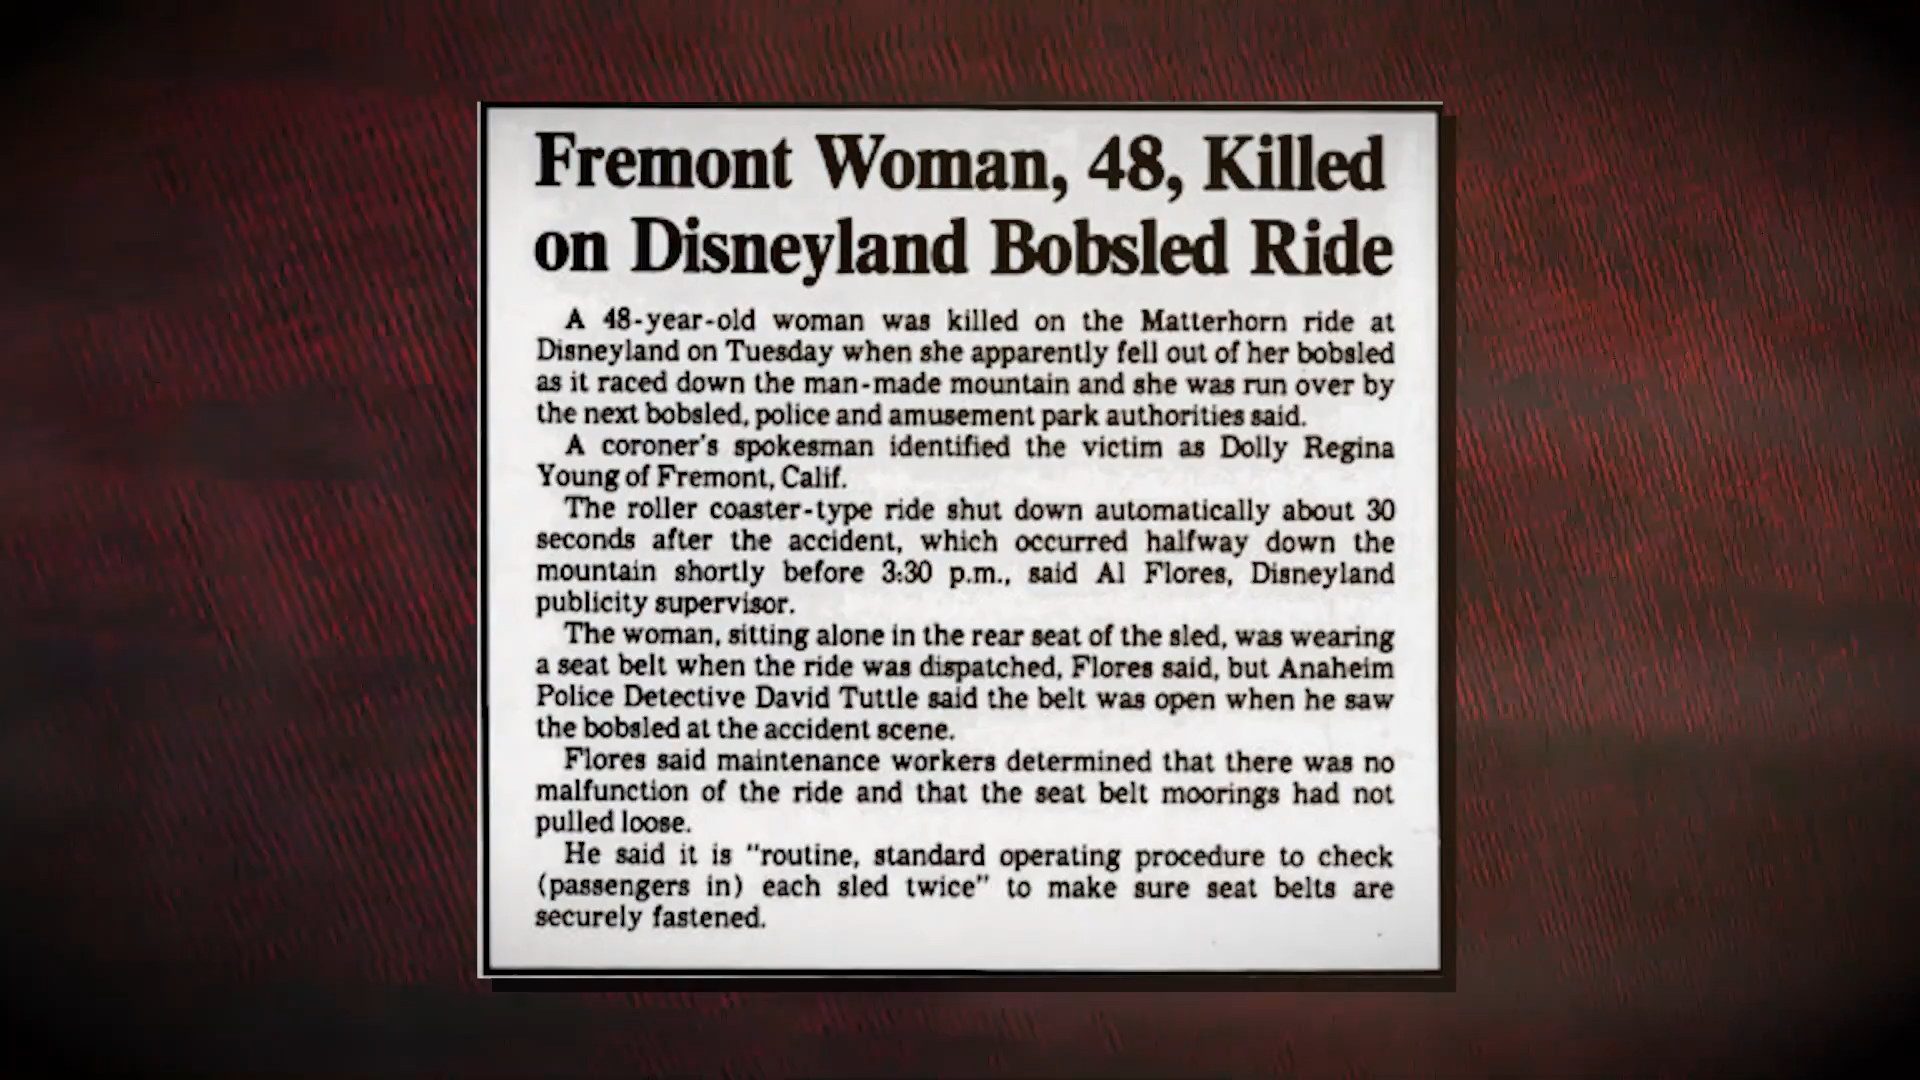 Fremont Woman, 48, Killed
on Disneyland Bobsled Ride
A 48-year-old woman was killed on the Matterhorn ride at
Disneyland on Tuesday when she apparently fell out of her bobsled
as it raced down the man-made mountain and she was run over by
the next bobsled, police and amusement park authorities said.
A coroner's spokesman identified the victim as Dolly Regina
Young of Fremont, Calif.
The roller coaster-type ride shut down automatically about 30
seconds after the accident, which occurred halfway down the
mountain shortly before 3:30 p.m., said Al Flores, Disneyland
publicity supervisor.
The woman, sitting alone in the rear seat of the sled, was wearing
a seat belt when the ride was dispatched, Flores said, but Anaheim
Police Detective David Tuttle said the belt was open when he saw
the bobsled at the accident scene.
Flores said maintenance workers determined that there was no
malfunction of the ride and that the seat belt moorings had not
pulled loose.
He said it is "routine, standard operating procedure to check
(passengers in) each sled twice" to make sure seat belts are
securely fastened.